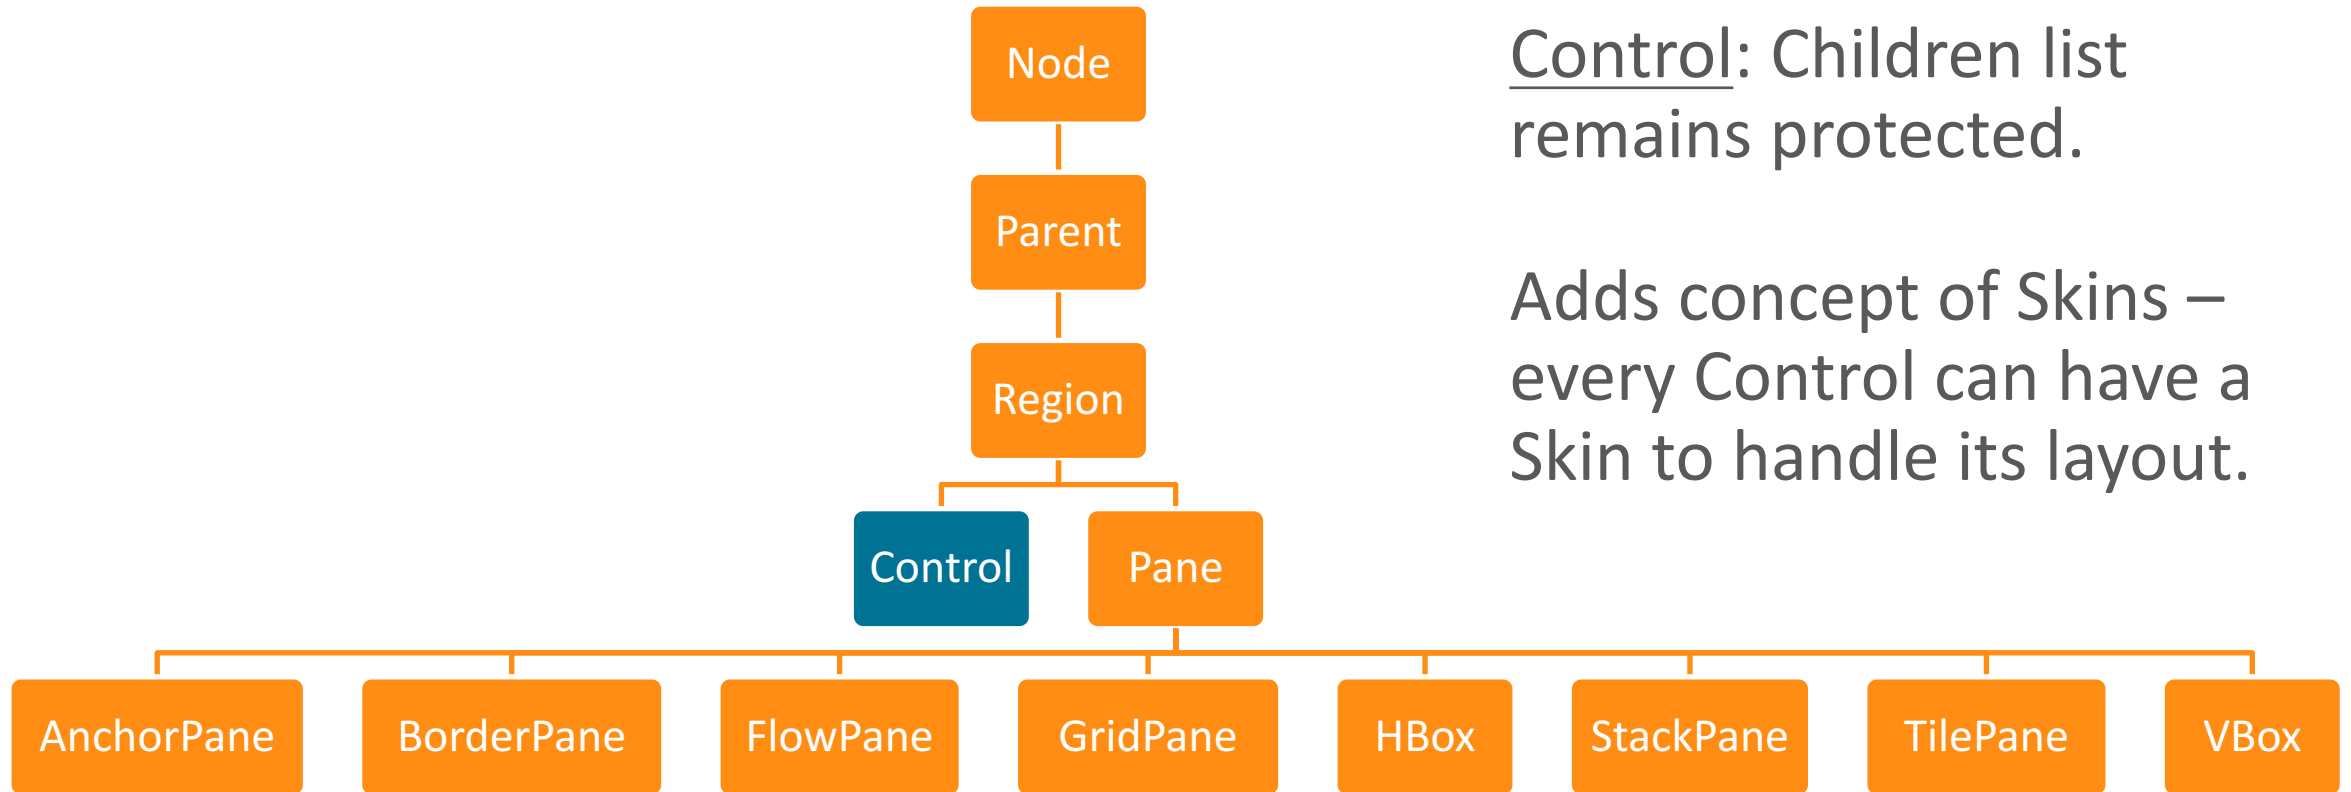 Node
Parent
Region
Control
Pane
AnchorPane
BorderPane
FlowPane
GridPane
HBox
StackPane
TilePane
VBox
Control: Children list
remains protected.
Adds concept of Skins –
every Control can have a
Skin to handle its layout.